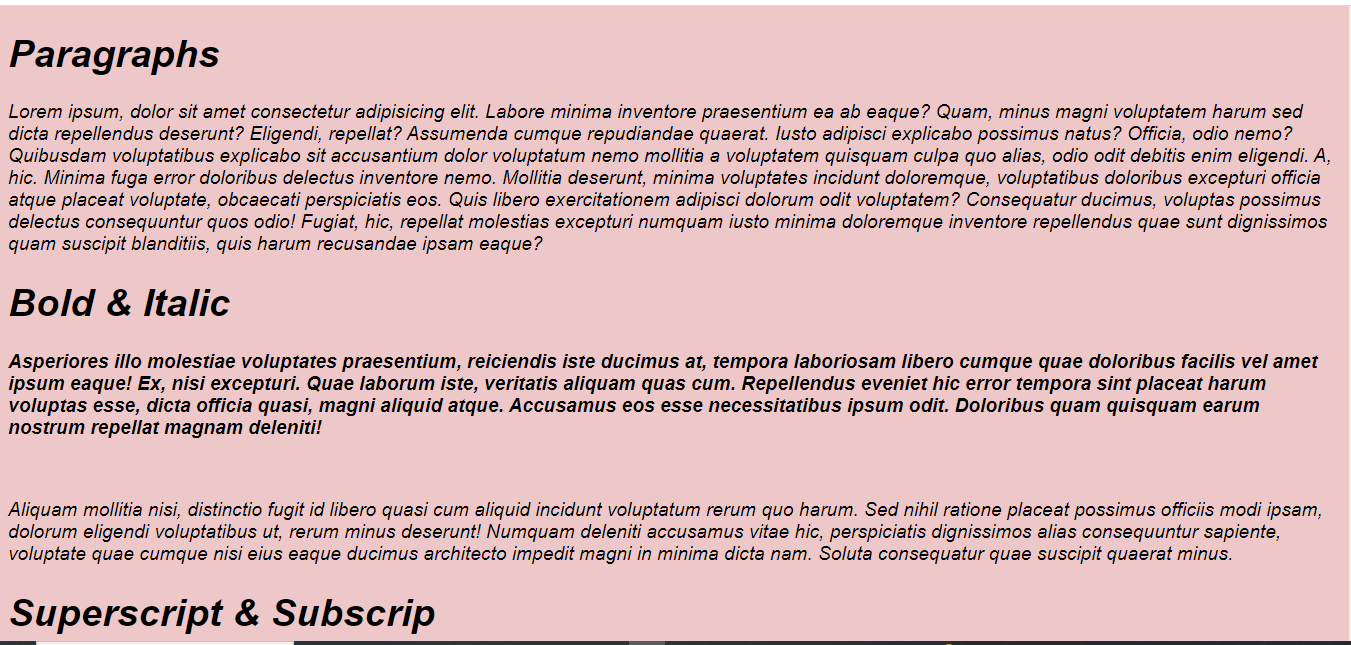 Paragraphs
Lorem ipsum, dolor sit amet consectetur adipisicing elit. Labore minima inventore praesentium ea ab eaque? Quam, minus magni voluptatem harum sed
dicta repellendus deserunt? Eligendi, repellat? Assumenda cumque repudiandae quaerat. Iusto adipisci explicabo possimus natus? Officia, odio nemo?
Quibusdam voluptatibus explicabo sit accusantium dolor voluptatum nemo mollitia a voluptatem quisquam culpa quo alias, odio odit debitis enim eligendi. A,
hic. Minima fuga error doloribus delectus inventore nemo. Mollitia deserunt, minima voluptates incidunt doloremque, voluptatibus doloribus excepturi officia
atque placeat voluptate, obcaecati perspiciatis eos. Quis libero exercitationem adipisci dolorum odit voluptatem? Consequatur ducimus, voluptas possimus
delectus consequuntur quos odio! Fugiat, hic, repellat molestias excepturi numquam iusto minima doloremque inventore repellendus quae sunt dignissimos
quam suscipit blanditiis, quis harum recusandae ipsam eaque?
Bold & Italic
Asperiores illo molestiae voluptates praesentium, reiciendis iste ducimus at, tempora laboriosam libero cumque quae doloribus facilis vel amet
ipsum eaque! Ex, nisi excepturi. Quae laborum iste, veritatis aliquam quas cum. Repellendus eveniet hic error tempora sint placeat harum
voluptas esse, dicta officia quasi, magni aliquid atque. Accusamus eos esse necessitatibus ipsum odit. Doloribus quam quisquam earum
nostrum repellat magnam deleniti!
Aliquam mollitia nisi, distinctio fugit id libero quasi cum aliquid incidunt voluptatum rerum quo harum. Sed nihil ratione placeat possimus officiis modi ipsam,
dolorum eligendi voluptatibus ut, rerum minus deserunt! Numquam deleniti accusamus vitae hic, perspiciatis dignissimos alias consequuntur sapiente,
voluptate quae cumque nisi eius eaque ducimus architecto impedit magni in minima dicta nam. Soluta consequatur quae suscipit quaerat minus.
Superscript & Subscrip